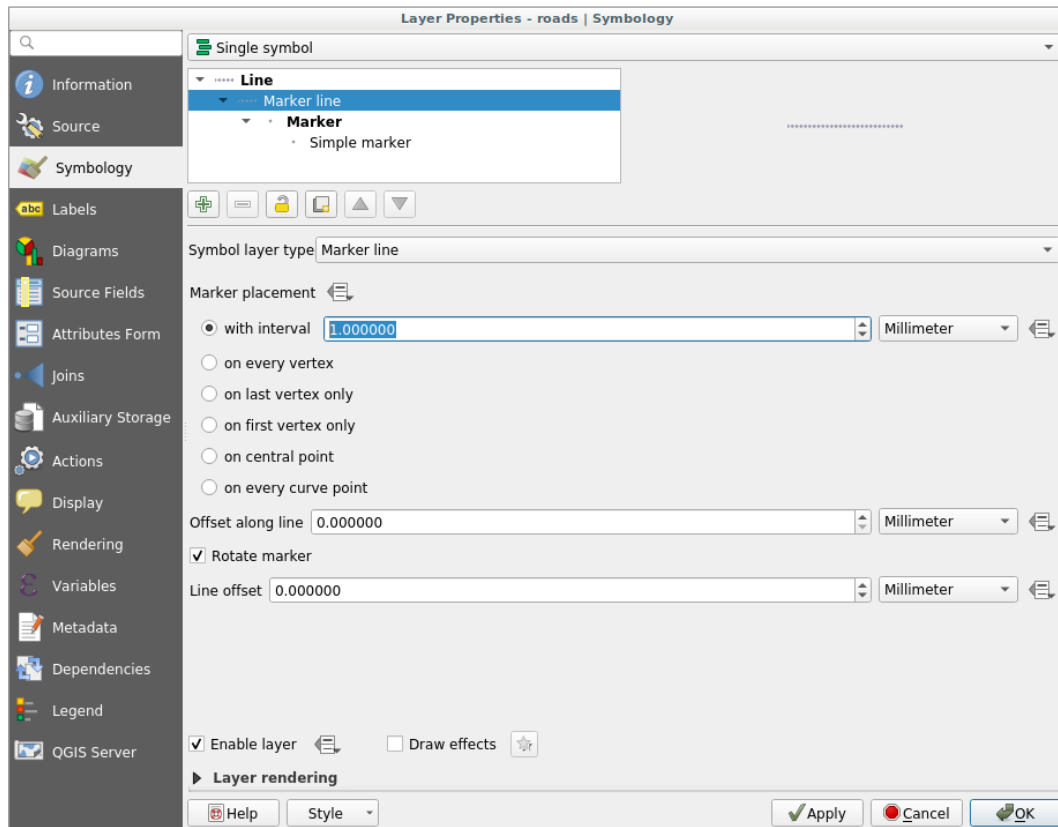 Layer Properties - roads | Symbology
Information
Source
Symbology
Labels
Diagrams
Source Fields
Attributes Form
Joins
Auxiliary Storage
Actions
Display
Rendering
Variables
Metadata
Dependencies
Legend
QGIS Server
abc
Single symbol
Line
Marker line
Marker
Simple marker
Symbol layer type Marker line
Marker placement
with interval 1.000000 Millimeter
on every vertex
on last vertex only
on first vertex only
on central point
on every curve point
Offset along line 0.000000 Millimeter
Rotate marker
Line offset 0.000000 Millimeter
Enable layer Draw effects
Layer rendering
Help Style Apply Cancel OK